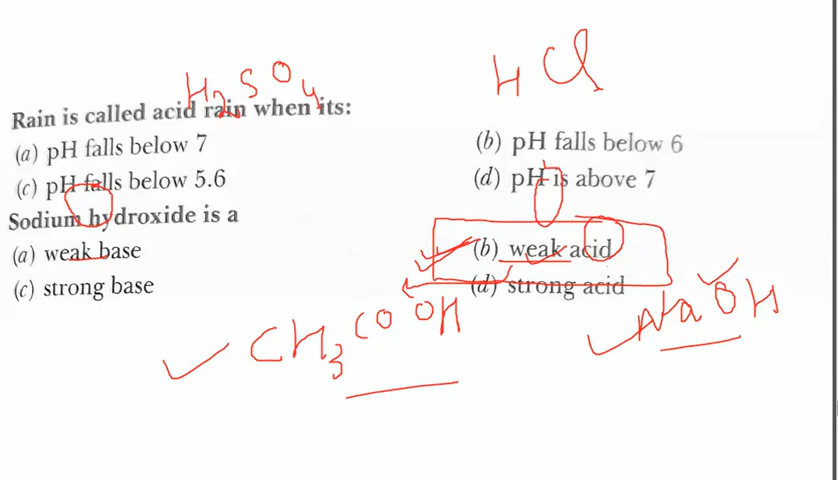 H2SO4
HCl
Rain is called acid rain when its:
(a) pH falls below 7
(b) pH falls below 6
(c) pH falls below 5.6
(d) pH is above 7
Sodium hydroxide is a
(a) weak base
(b) weak acid
(c) strong base
(d) strong acid
CH3COOH
NaOH